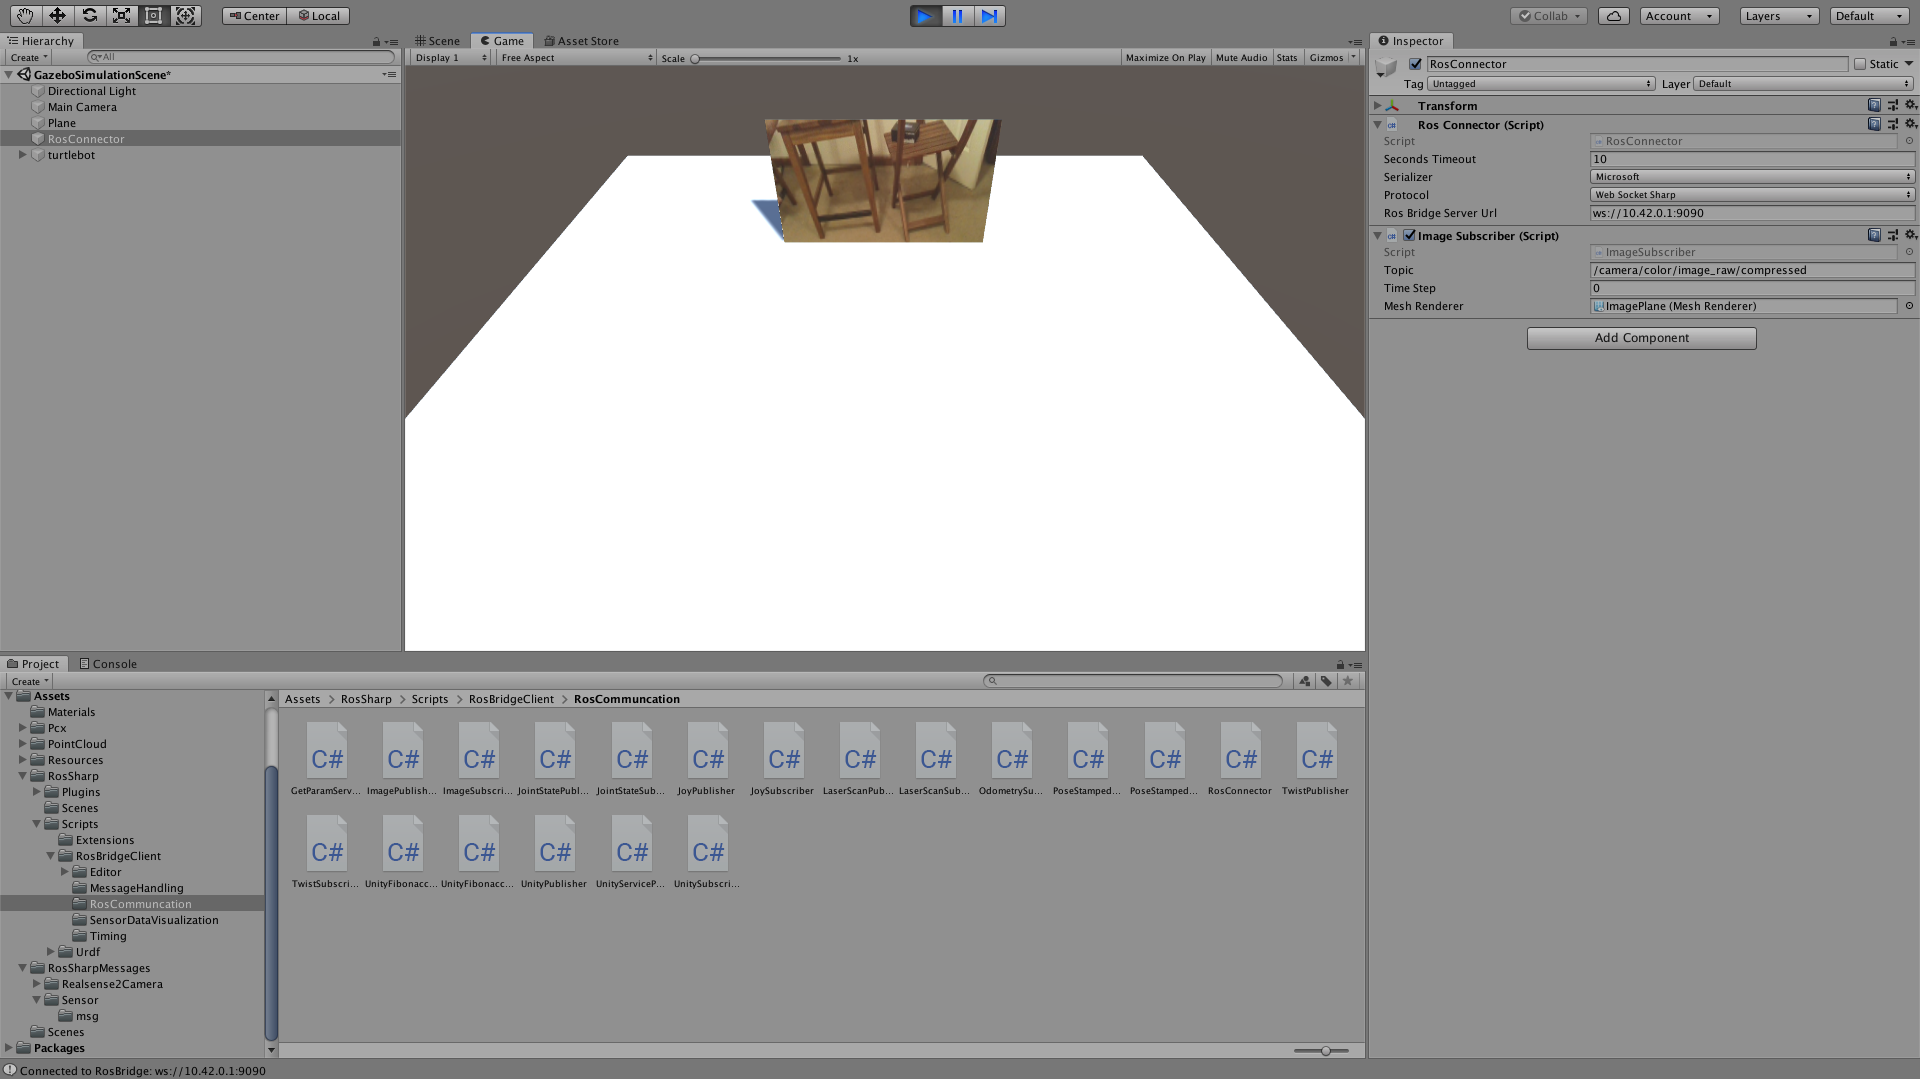 Center Local
Collab Account Layers Default
Hierarchy
Create All
GazeboSimulationScene*
Directional Light
Main Camera
Plane
RosConnector
turtlebot
Scene Game Asset Store
Display 1 Free Aspect Scale 1x Maximize On Play Mute Audio Stats Gizmos
Inspector
RosConnector Static
Tag Untagged Layer Default
Transform
Ros Connector (Script)
Script RosConnector
Seconds Timeout 10
Serializer Microsoft
Protocol Web Socket Sharp
Ros Bridge Server Url ws://10.42.0.1:9090
Image Subscriber (Script)
Script ImageSubscriber
Topic /camera/color/image_raw/compressed
Time Step 0
Mesh Renderer ImagePlane (Mesh Renderer)
Add Component
Project Console
Create
Assets
Materials
Pcx
PointCloud
Resources
RosSharp
Plugins
Scenes
Scripts
Extensions
RosBridgeClient
Editor
MessageHandling
RosCommuncation
SensorDataVisualization
Timing
Urdf
RosSharpMessages
Realsense2Camera
Sensor
msg
Scenes
Packages
Assets > RosSharp > Scripts > RosBridgeClient > RosCommuncation
C# C# C# C# C# C# C# C# C# C# C# C# C# C#
GetParamServ... ImagePublish... ImageSubscri... JointStatePubl... JointStateSub... JoyPublisher JoySubscriber LaserScanPub... LaserScanSub... OdometrySu... PoseStamped... PoseStamped... RosConnector TwistPublisher
C# C# C# C# C# C#
TwistSubscri... UnityFibonacc... UnityFibonacc... UnityPublisher UnityServiceP... UnitySubscri...
Connected to RosBridge: ws://10.42.0.1:9090